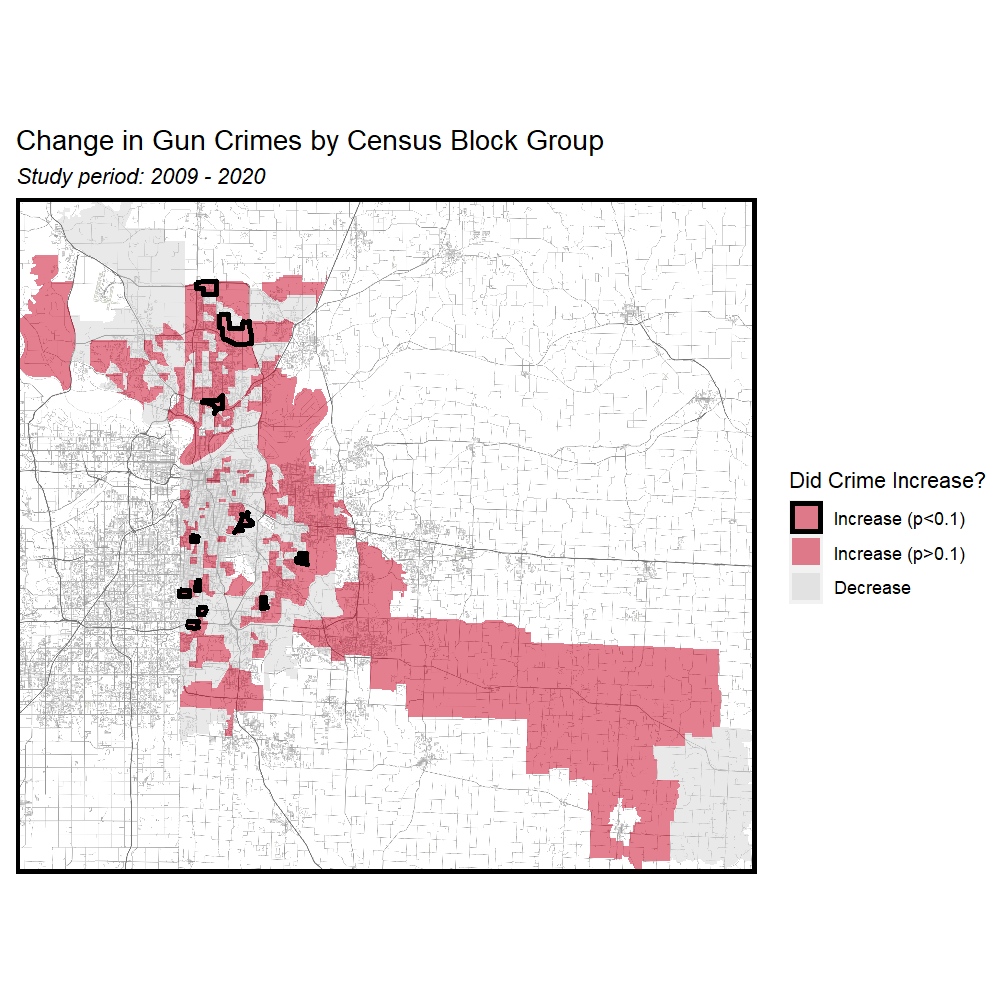 Change in Gun Crimes by Census Block Group
Study period: 2009 - 2020
Did Crime Increase?
Increase (p<0.1)
Increase (p>0.1)
Decrease